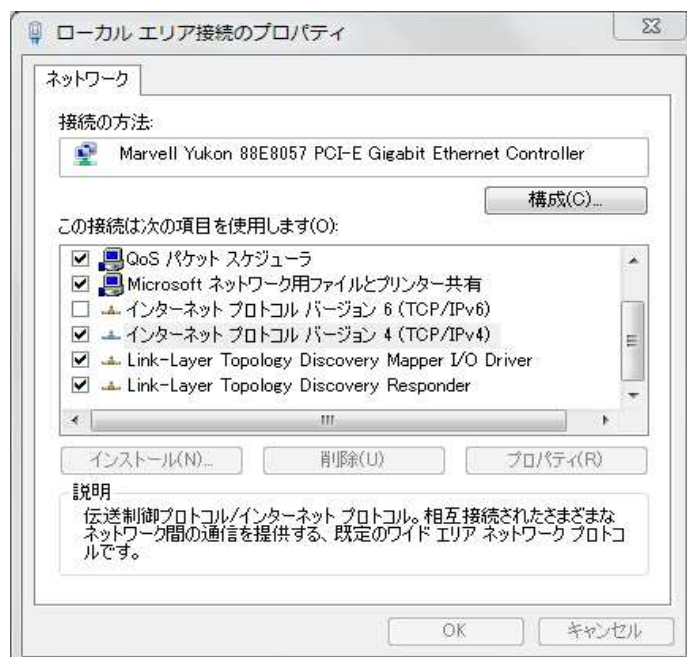 ローカル エリア接続のプロパティ
ネットワーク
接続の方法:
Marvell Yukon 88E8057 PCI-E Gigabit Ethernet Controller
構成(C)...
この接続は次の項目を使用します(O):
QoS パケット スケジューラ
Microsoft ネットワーク用ファイルとプリンター共有
インターネット プロトコル バージョン 6 (TCP/IPv6)
インターネット プロトコル バージョン 4 (TCP/IPv4)
Link-Layer Topology Discovery Mapper I/O Driver
Link-Layer Topology Discovery Responder
インストール(N)...
削除(U)
プロパティ(R)
説明
伝送制御プロトコル/インターネット プロトコル。相互接続されたさまざまな
ネットワーク間の通信を提供する、既定のワイド エリア ネットワーク プロトコ
ルです。
OK
キャンセル